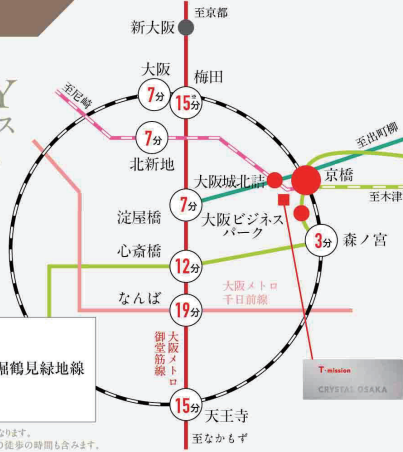 至京都
新大阪
大阪
梅田
7分
15分
至尼崎
Y
ス
7分
北新地
至出町柳
大阪城北詰
京橋
至木津
7分
淀屋橋
大阪ビジネス
パーク
3分
森ノ宮
心斎橋
12分
なんば
19分
大阪メトロ
千日前線
大阪メトロ
御堂筋線
堀鶴見緑地線
T-mission
CRYSTAL OSAKA
15分
天王寺
至なかもず
なります。
の徒歩の時間も含みます。